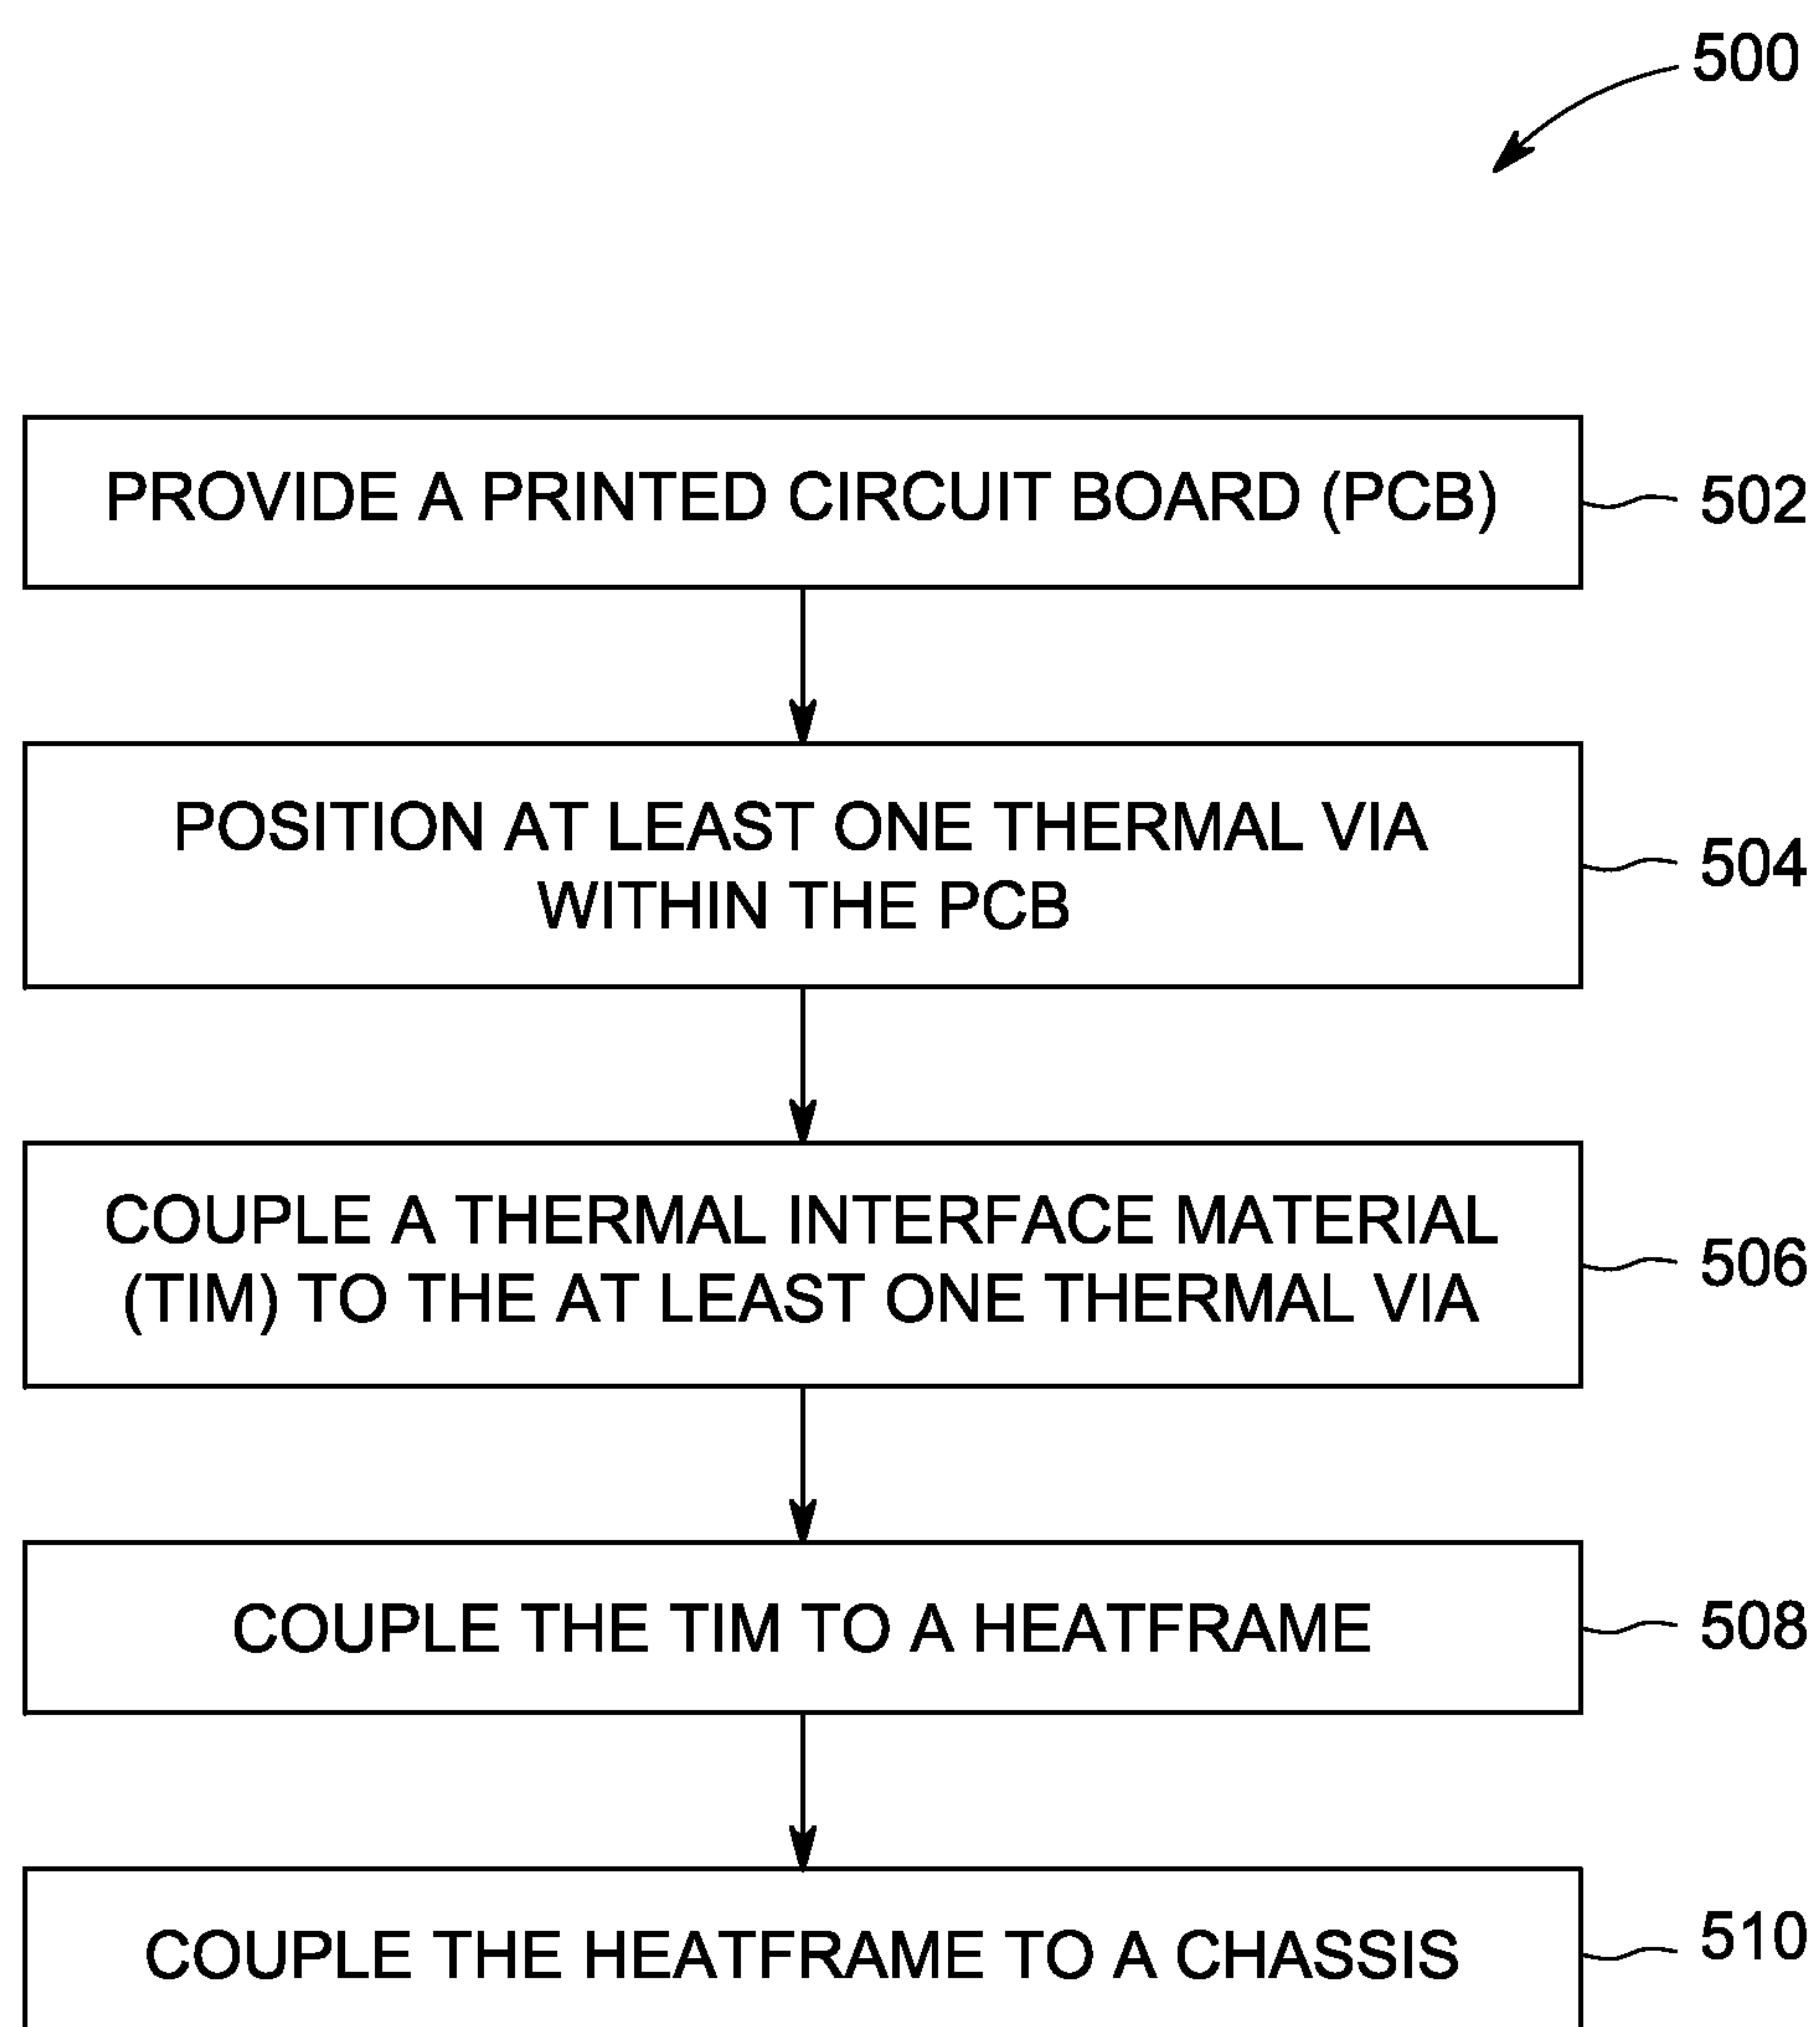 500
PROVIDE A PRINTED CIRCUIT BOARD (PCB)
502
POSITION AT LEAST ONE THERMAL VIA
WITHIN THE PCB
504
COUPLE A THERMAL INTERFACE MATERIAL
(TIM) TO THE AT LEAST ONE THERMAL VIA
506
COUPLE THE TIM TO A HEATFRAME
508
COUPLE THE HEATFRAME TO A CHASSIS
510